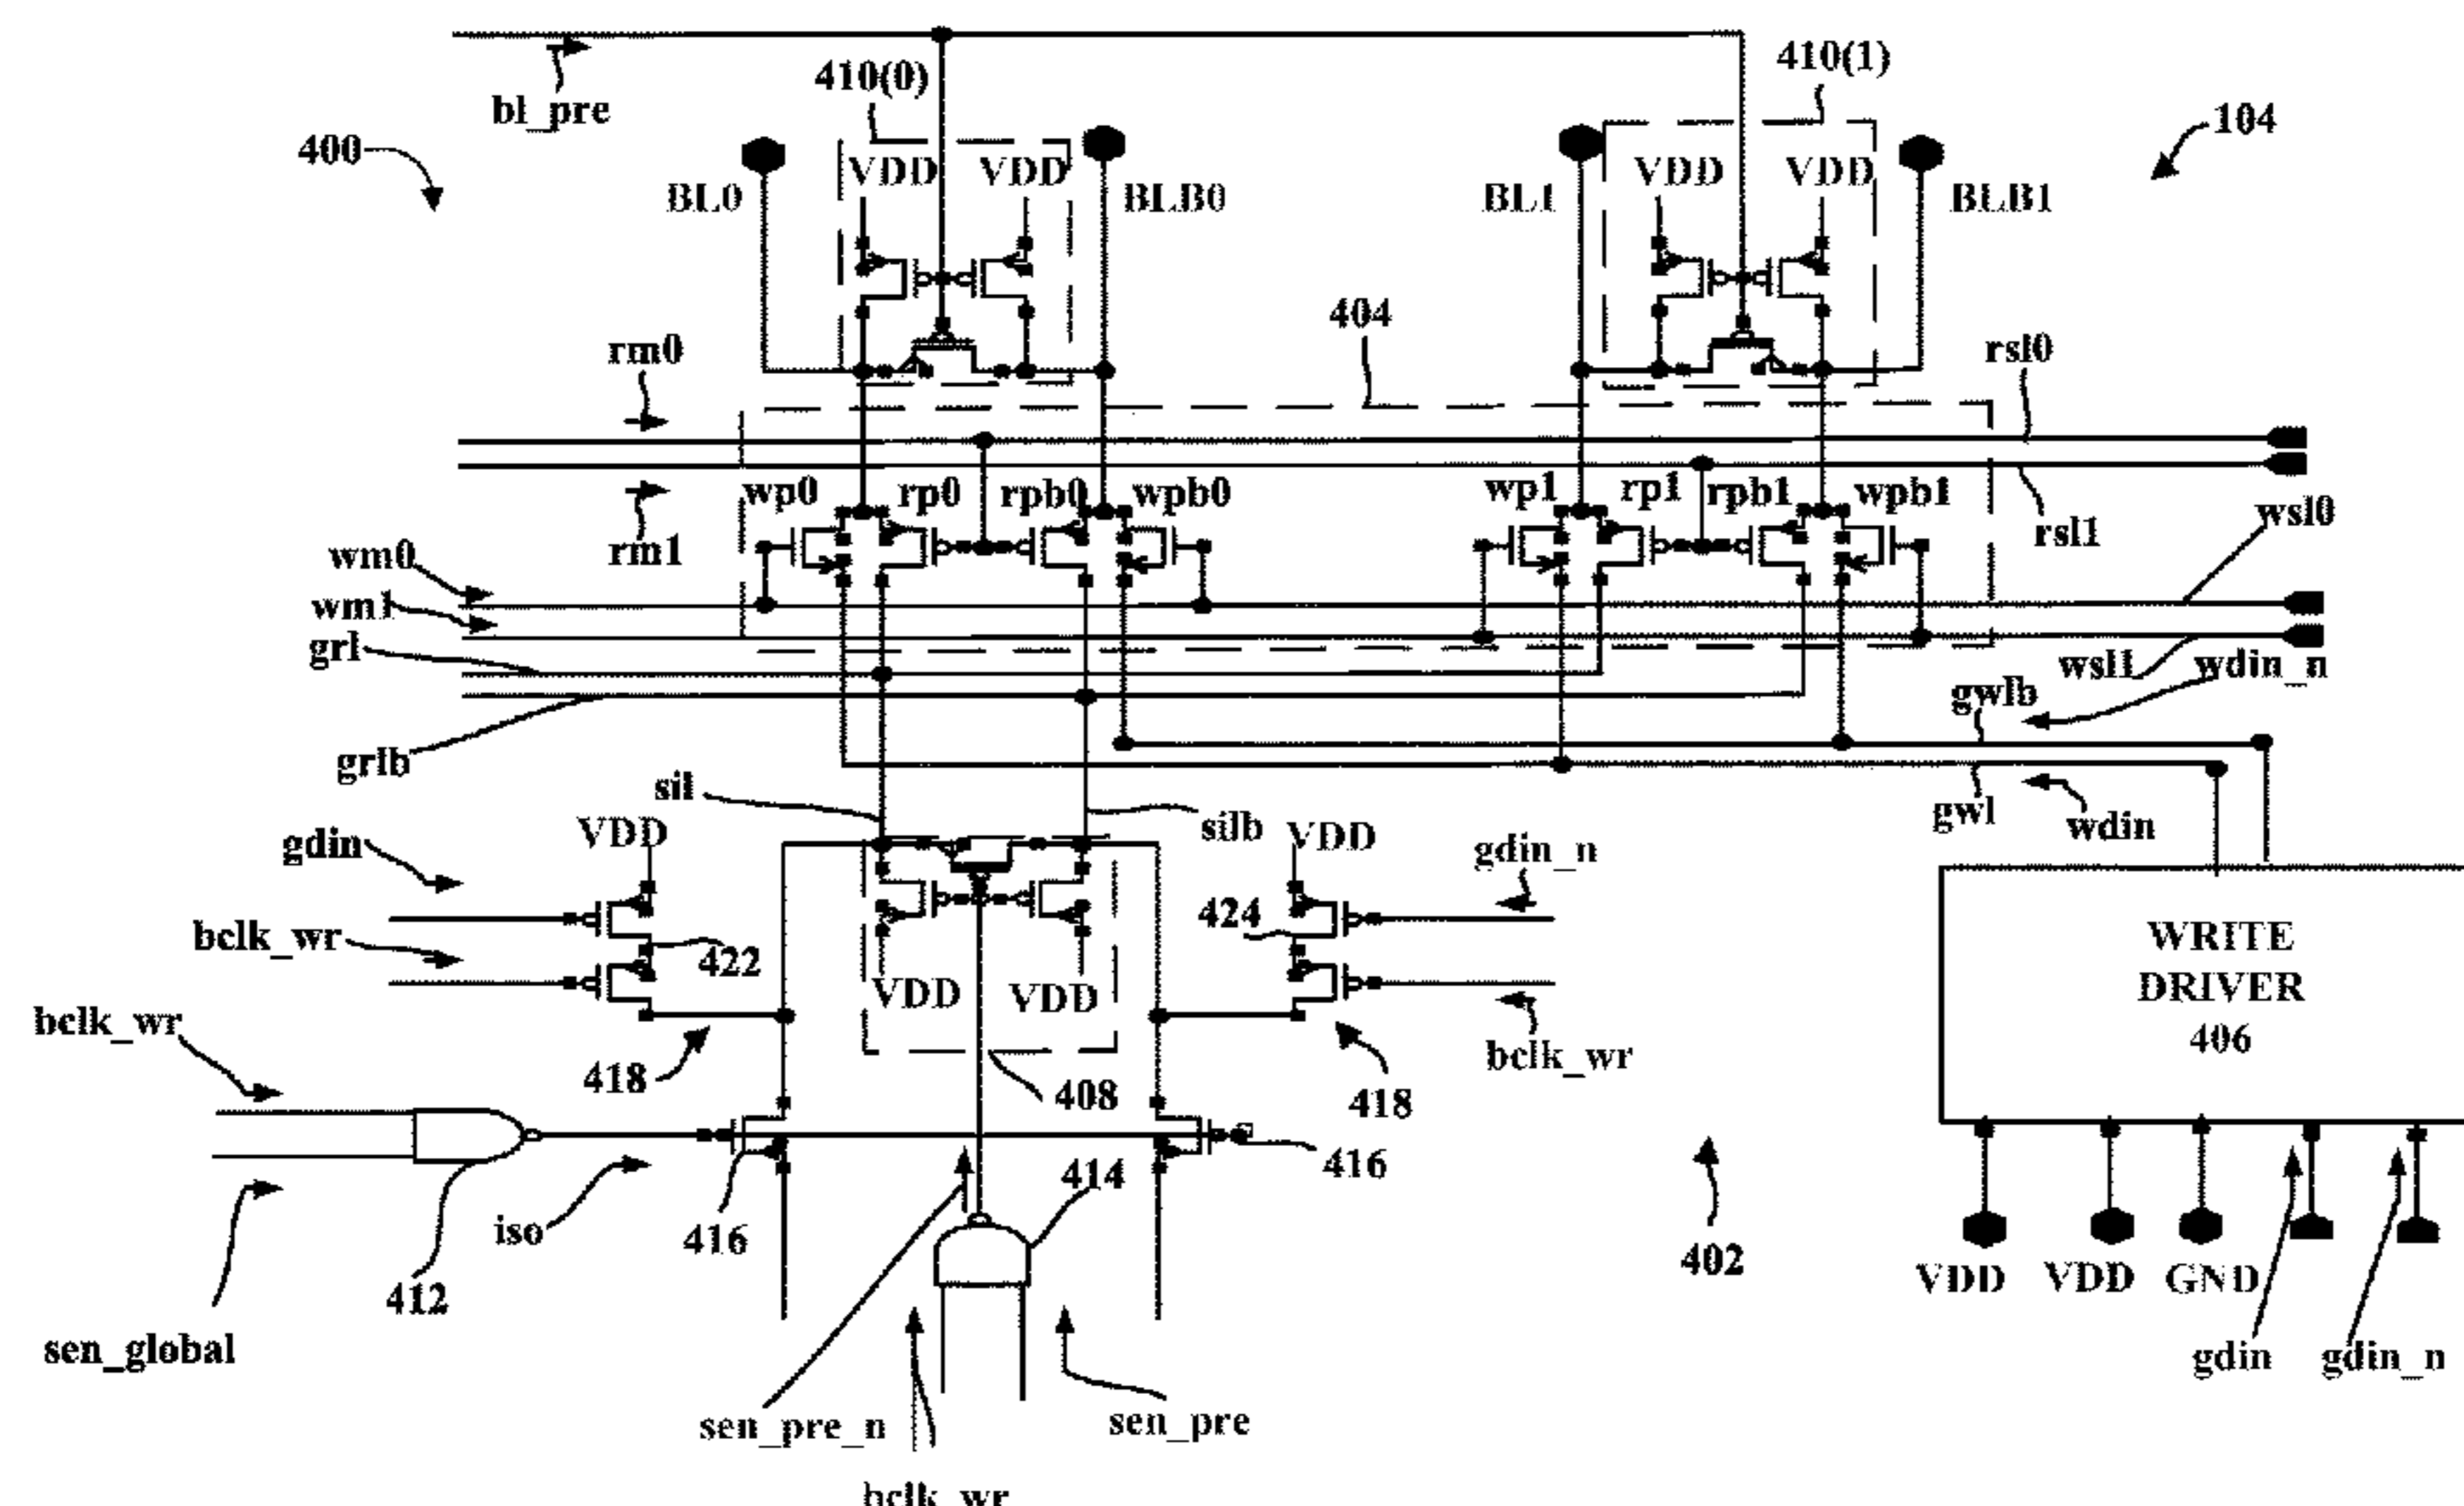 bl_pre
410(0)
410(1)
400
104
BL0
VDD
VDD
BLB0
BL1
VDD
VDD
BLB1
404
rm0
rsl0
wp0
rp0
rpb0
wpb0
wp1
rp1
rpb1
wpb1
wsl0
rm1
rsl1
wm0
wm1
grl
wsl1
wdin_n
gwlb
grlb
sil
silb
gwl
wdin
gdin
VDD
VDD
gdin_n
bclk_wr
422
424
WRITE
DRIVER
406
VDD
VDD
bclk_wr
418
408
418
bclk_wr
416
414
416
iso
412
402
VDD
VDD
GND
sen_global
gdin
gdin_n
sen_pre_n
sen_pre
bclk_wr